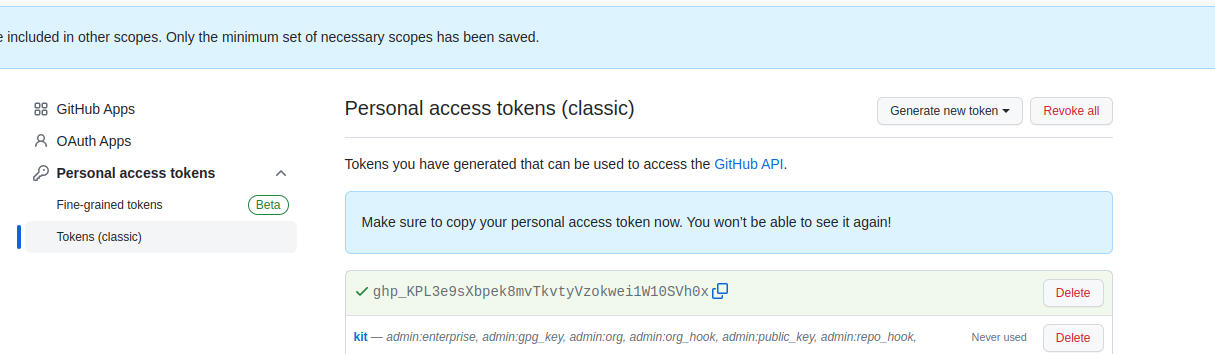 included in other scopes. Only the minimum set of necessary scopes has been saved.
GitHub Apps
OAuth Apps
Personal access tokens
Fine-grained tokens Beta
Tokens (classic)
Personal access tokens (classic)
Generate new token
Revoke all
Tokens you have generated that can be used to access the GitHub API.
Make sure to copy your personal access token now. You won’t be able to see it again!
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 Delete
kit — admin:enterprise, admin:gpg_key, admin:org, admin:org_hook, admin:public_key, admin:repo_hook, Never used Delete